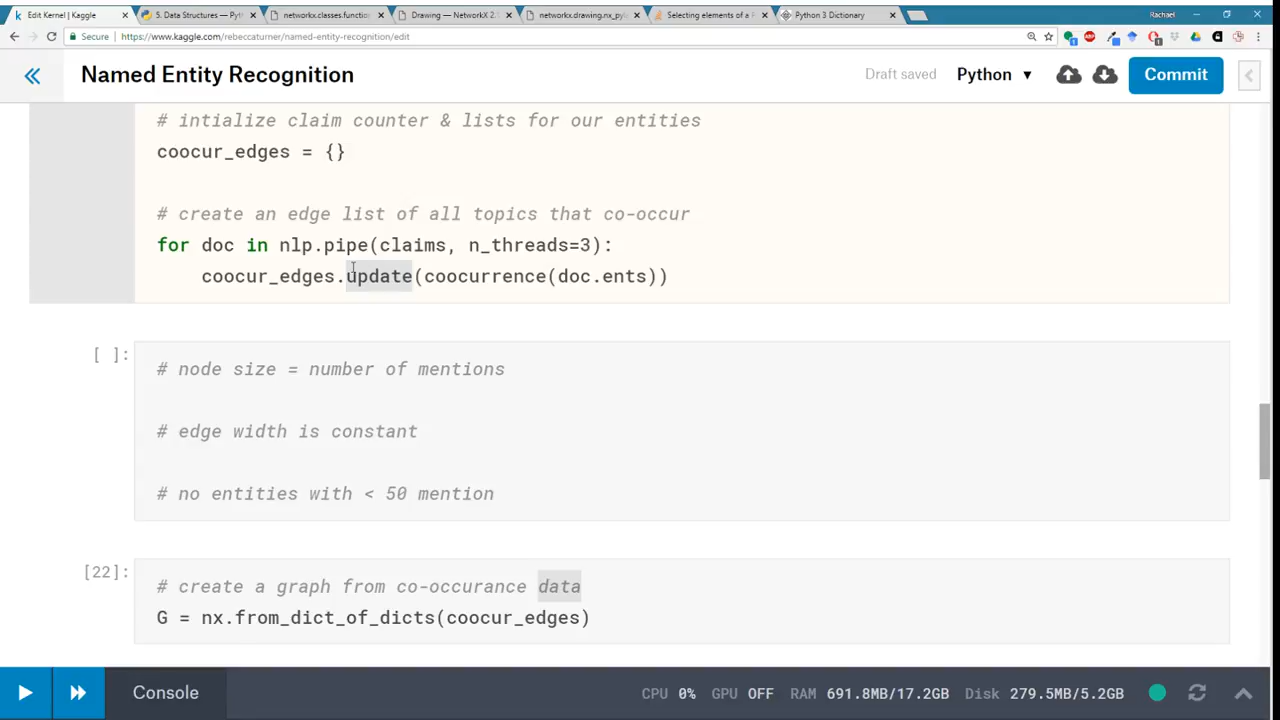 Edit Kernel | Kaggle
5. Data Structures — Pyt
networkx.classes.function
Drawing — NetworkX 2
networkx.drawing.nx_pyl
Selecting elements of a
Python 3 Dictionary
Rachael
Secure | https://www.kaggle.com/rebeccaturner/named-entity-recognition/edit
Named Entity Recognition
Draft saved
Python
Commit
# intialize claim counter & lists for our entities
coocur_edges = {}
# create an edge list of all topics that co-occur
for doc in nlp.pipe(claims, n_threads=3):
coocur_edges.update(coocurrence(doc.ents))
[ ]:
# node size = number of mentions
# edge width is constant
# no entities with < 50 mention
[22]:
# create a graph from co-occurance data
G = nx.from_dict_of_dicts(coocur_edges)
Console
CPU 0% GPU OFF RAM 691.8MB/17.2GB Disk 279.5MB/5.2GB